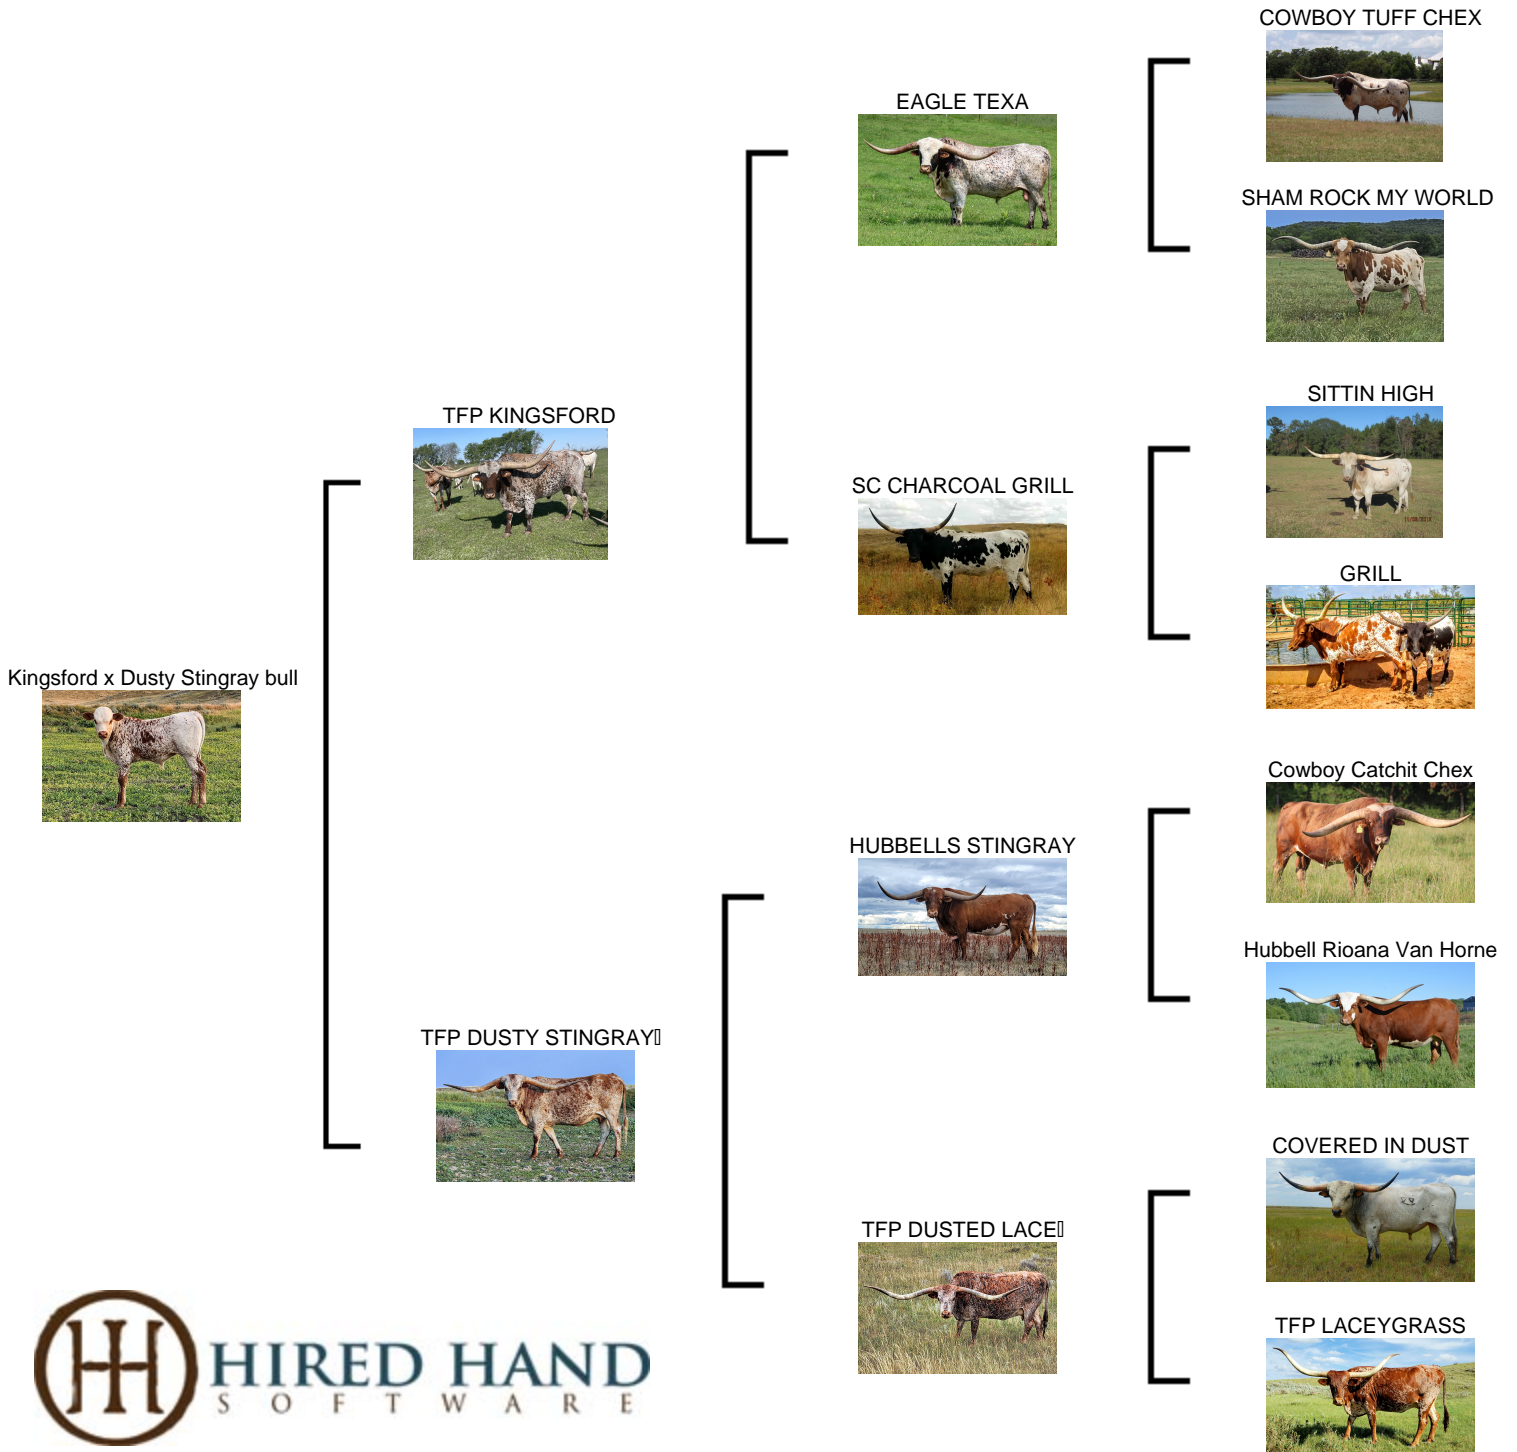 COWBOY TUFF CHEX
EAGLE TEXA
SHAM ROCK MY WORLD
SITTIN HIGH
TFP KINGSFORD
SC CHARCOAL GRILL
GRILL
Kingsford x Dusty Stingray bull
Cowboy Catchit Chex
HUBBELLS STINGRAY
Hubbell Rioana Van Horne
TFP DUSTY STINGRAY
COVERED IN DUST
TFP DUSTED LACE
TFP LACEYGRASS
HIRED HAND
SOFTWARE